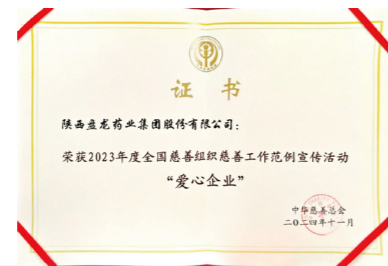 证书
陕西盘龙药业集团股份有限公司：
荣获2023年度全国慈善组织慈善工作范例宣传活动
“爱心企业”
中华慈善总会
二〇二四年十一月